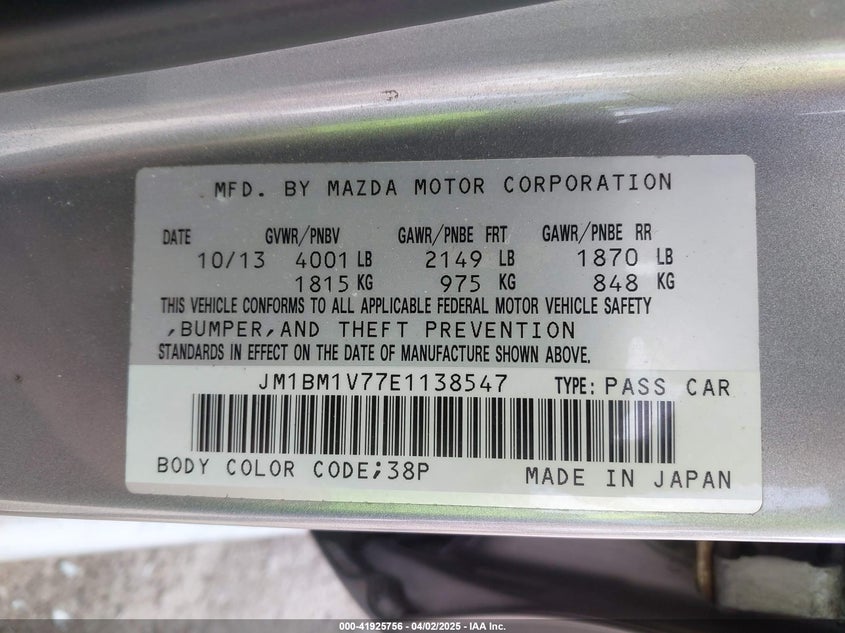 MFD. BY MAZDA MOTOR CORPORATION
DATE GVWR/PNBV GAWR/PNBE FRT GAWR/PNBE RR
10/13 4001 LB 2149 LB 1870 LB
1815 KG 975 KG 848 KG
THIS VEHICLE CONFORMS TO ALL APPLICABLE FEDERAL MOTOR VEHICLE SAFETY
,BUMPER,AND THEFT PREVENTION
STANDARDS IN EFFECT ON THE DATE OF MANUFACTURE SHOWN ABOVE.
JM1BM1V77E1138547 TYPE: PASS CAR
BODY COLOR CODE;38P MADE IN JAPAN
000-41925756 - 04/02/2025 - IAA Inc.